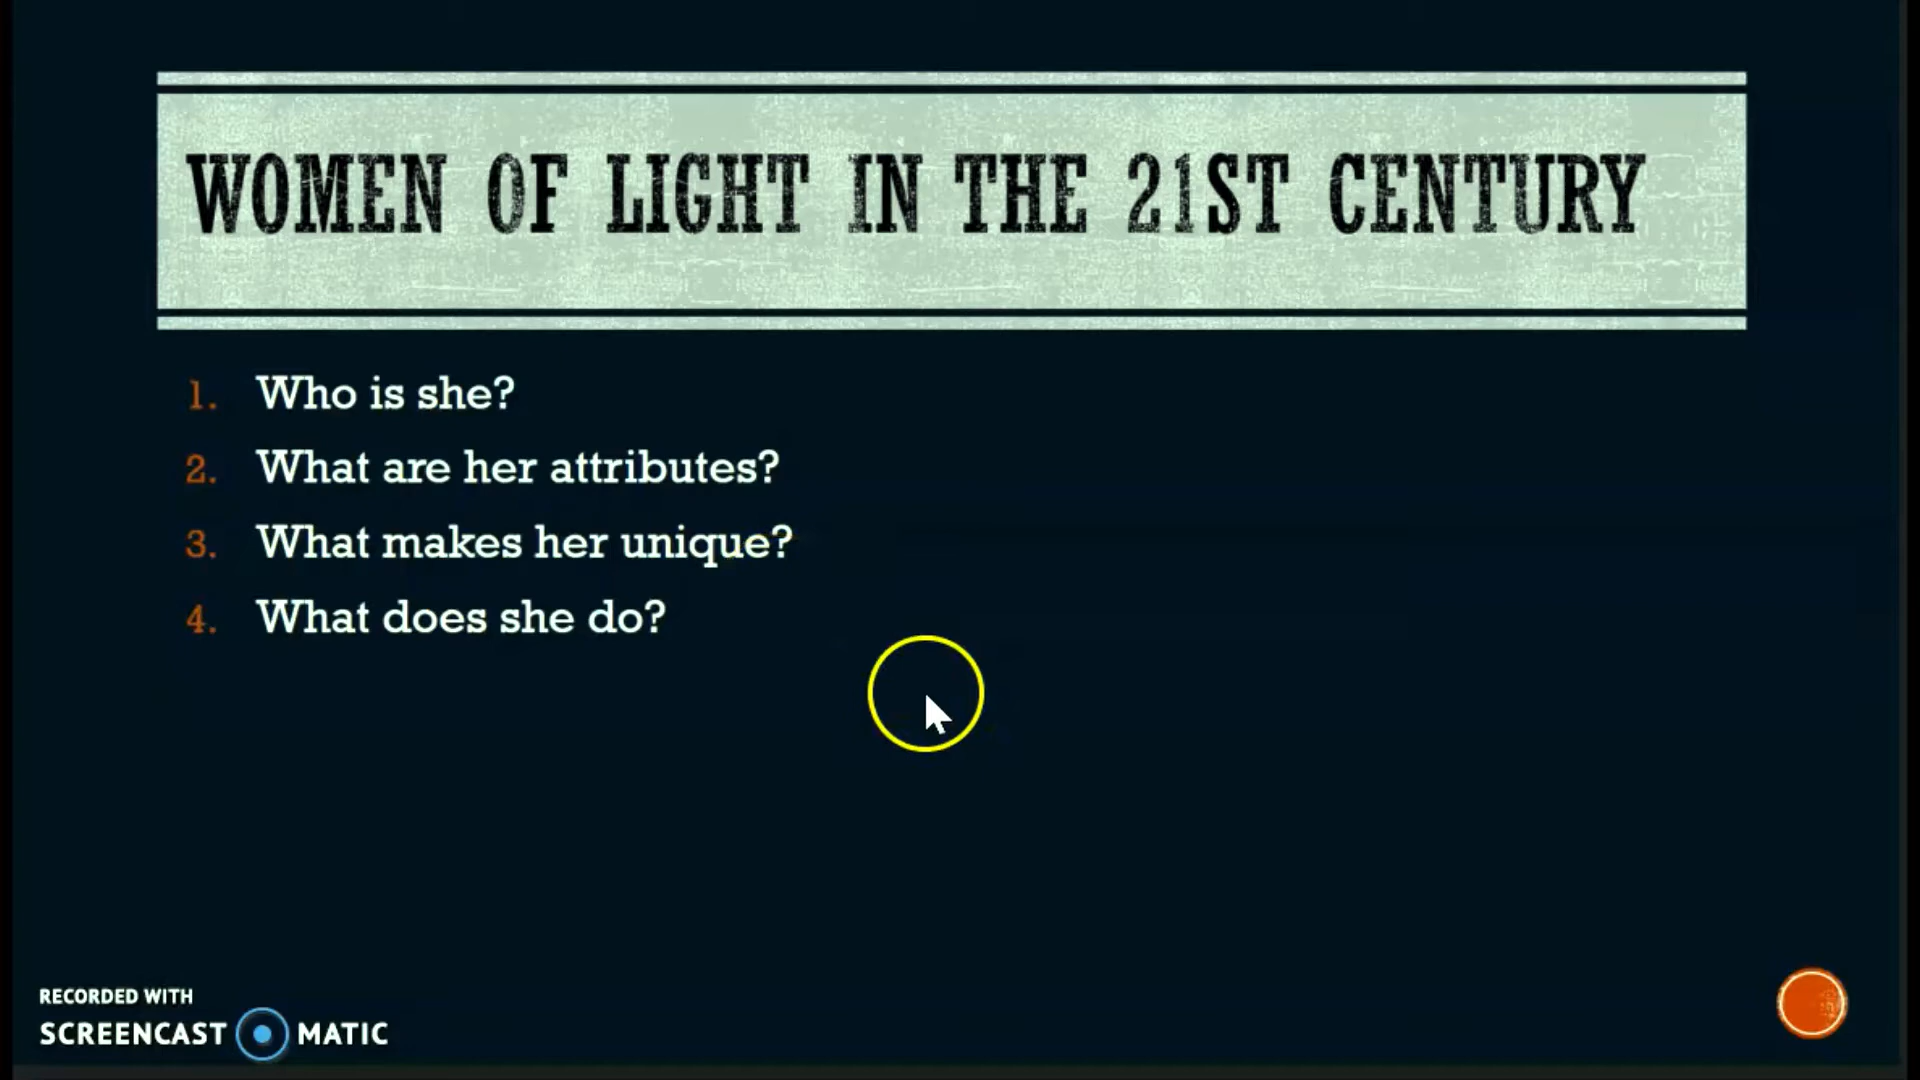 WOMEN OF LIGHT IN THE 21ST CENTURY
1. Who is she?
2. What are her attributes?
3. What makes her unique?
4. What does she do?
RECORDED WITH
SCREENCAST MATIC